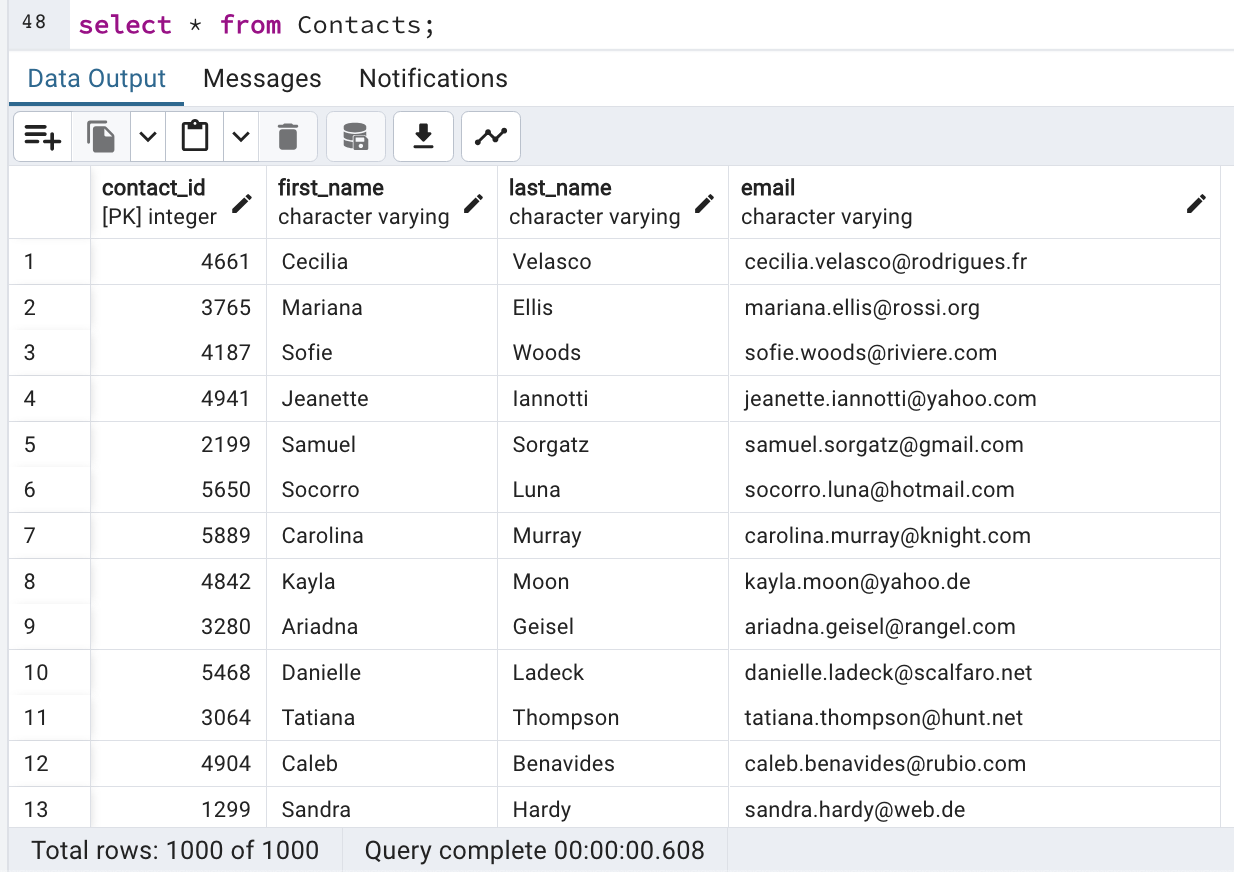 48 select * from Contacts;
Data Output Messages Notifications
contact_id first_name last_name email
[PK] integer character varying character varying character varying
1 4661 Cecilia Velasco cecilia.velasco@rodrigues.fr
2 3765 Mariana Ellis mariana.ellis@rossi.org
3 4187 Sofie Woods sofie.woods@riviere.com
4 4941 Jeanette Iannotti jeanette.iannotti@yahoo.com
5 2199 Samuel Sorgatz samuel.sorgatz@gmail.com
6 5650 Socorro Luna socorro.luna@hotmail.com
7 5889 Carolina Murray carolina.murray@knight.com
8 4842 Kayla Moon kayla.moon@yahoo.de
9 3280 Ariadna Geisel ariadna.geisel@rangel.com
10 5468 Danielle Ladeck danielle.ladeck@scalfaro.net
11 3064 Tatiana Thompson tatiana.thompson@hunt.net
12 4904 Caleb Benavides caleb.benavides@rubio.com
13 1299 Sandra Hardy sandra.hardy@web.de
Total rows: 1000 of 1000 Query complete 00:00:00.608